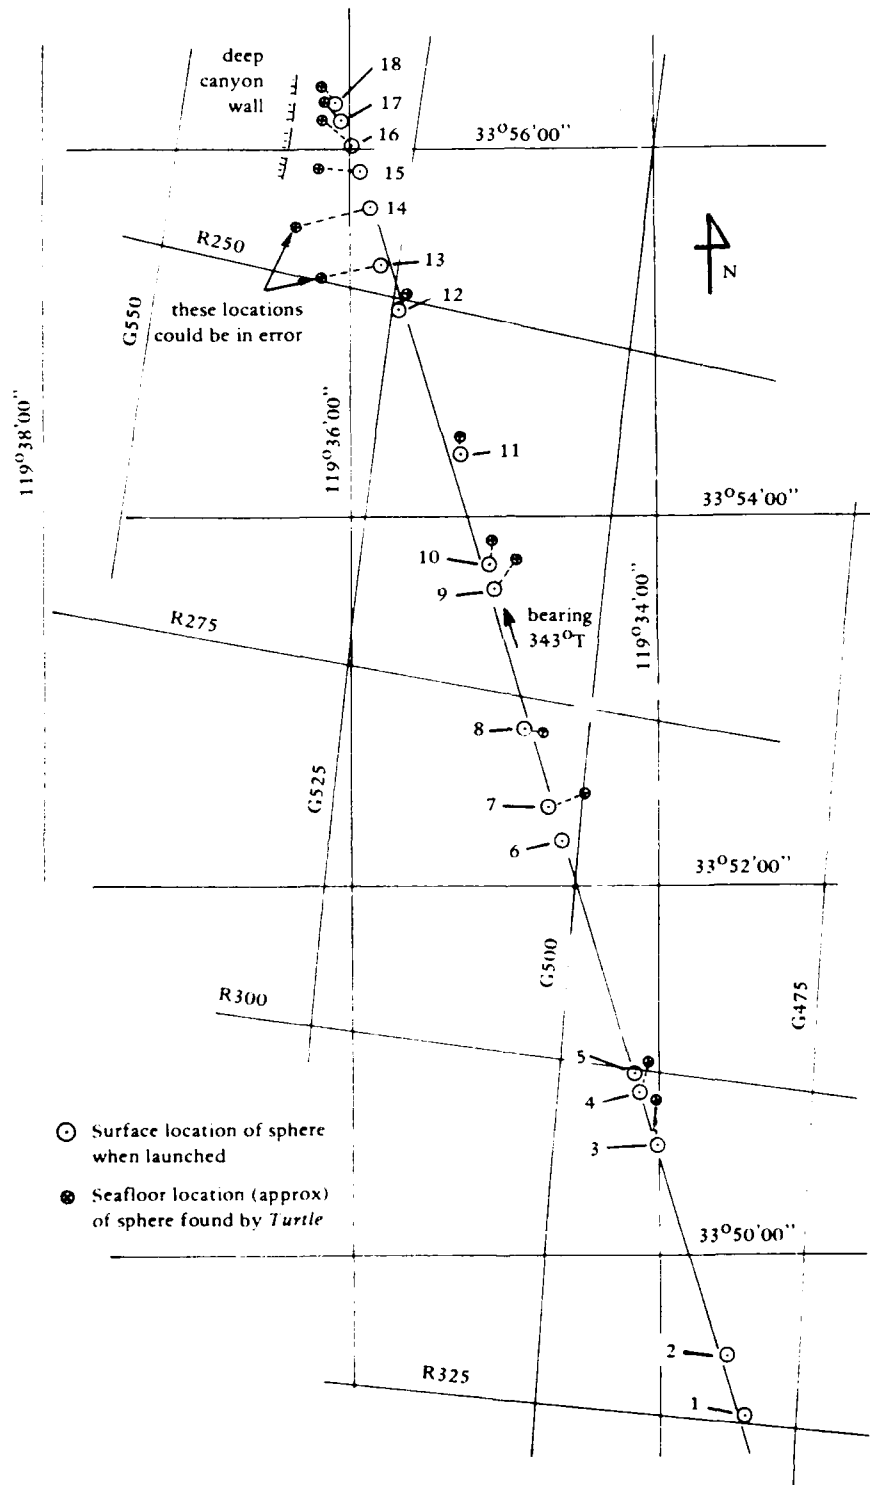 deep
canyon
wall
18
17
16
33°56'00"
15
14
R250
13
N
these locations
could be in error
12
G550
119°38'00"
119°36'00"
11
33°54'00"
10
9
119°34'00"
bearing
343°T
R275
8
G525
7
6
33°52'00"
G500
G475
R300
5
4
3
Surface location of sphere
when launched
Seafloor location (approx)
of sphere found by Turtle
33°50'00"
2
R325
1